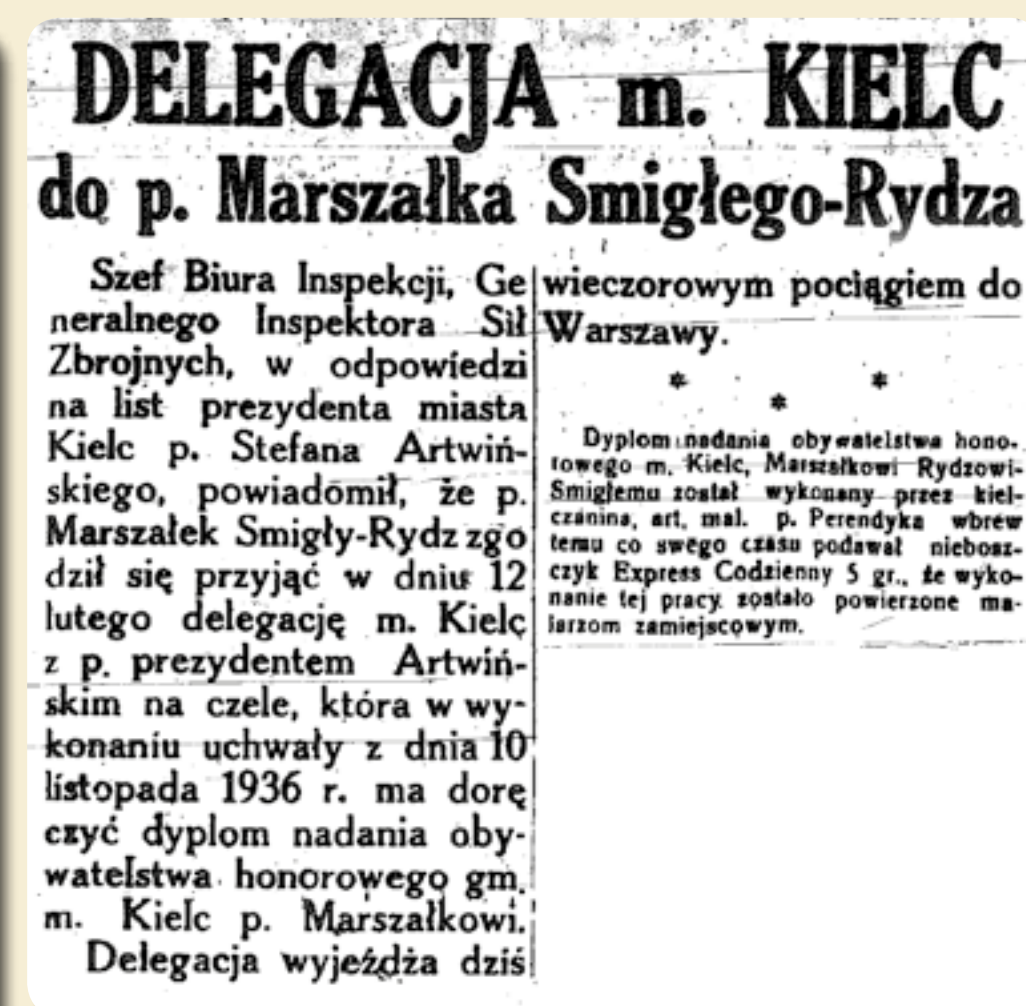 DELEGACJA m. KIELC
do p. Marszałka Smigłego-Rydza
Szef Biura Inspekcji, Ge
neralnego Inspektora Sił
Zbrojnych, w odpowiedzi
na list prezydenta miasta
Kielc p. Stefana Artwiń-
skiego, powiadomił, że p.
Marszałek Smigły-Rydz zgo
dził się przyjąć w dniu 12
lutego delegację m. Kielc
z p. prezydentem Artwiń-
skim na czele, która w wy-
konaniu uchwały z dnia 10
listopada 1936 r. ma dorę
czyć dyplom nadania oby-
watelstwa honorowego gm.
m. Kielc p. Marszałkowi.
Delegacja wyjeżdża dziś
wieczorowym pociągiem do
Warszawy.
* * *
Dyplom nadania obywatelstwa hono-
rowego m. Kielc, Marszałkowi Rydzowi-
Smigłemu został wykonany przez kiel-
czanina, art. mal. p. Perendyka wbrew
temu co swego czasu podawał niebosz-
czyk Express Codzienny 5 gr., że wyko-
nanie tej pracy zostało powierzone ma-
larzom zamiejscowym.